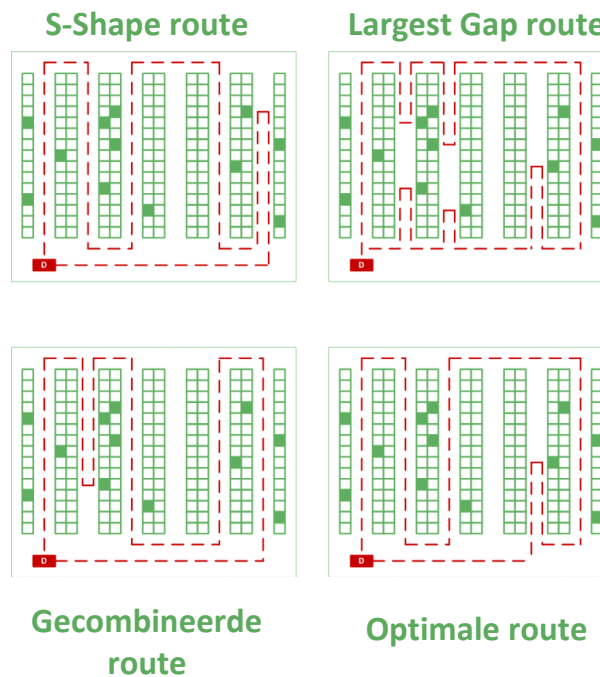 S-Shape route
Largest Gap route
D
D
D
D
Gecombineerde
route
Optimale route